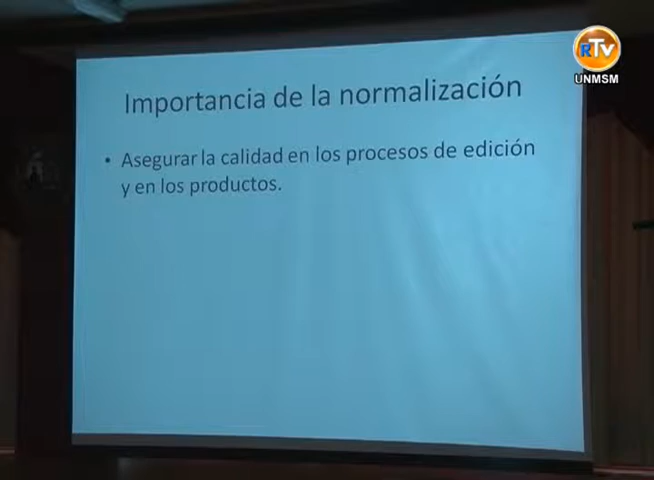 RTv
UNMSM
Importancia de la normalización
• Asegurar la calidad en los procesos de edición
y en los productos.